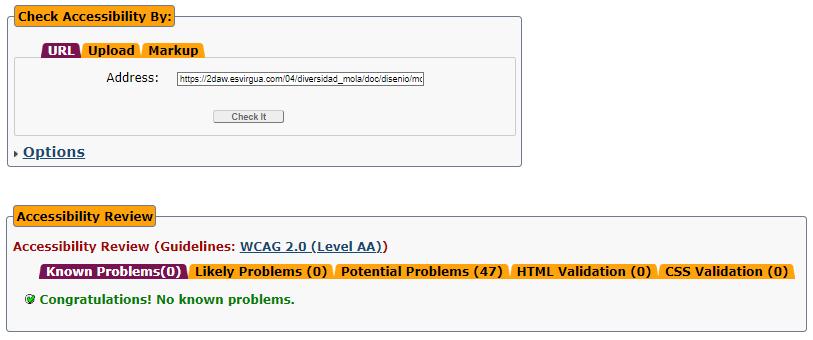 Check Accessibility By:
URL Upload Markup
Address: https://2daw.esvirgua.com/04/diversidad_mola/doc/disenio/mo
Check It
Options
Accessibility Review
Accessibility Review (Guidelines: WCAG 2.0 (Level AA))
Known Problems(0) Likely Problems (0) Potential Problems (47) HTML Validation (0) CSS Validation (0)
Congratulations! No known problems.